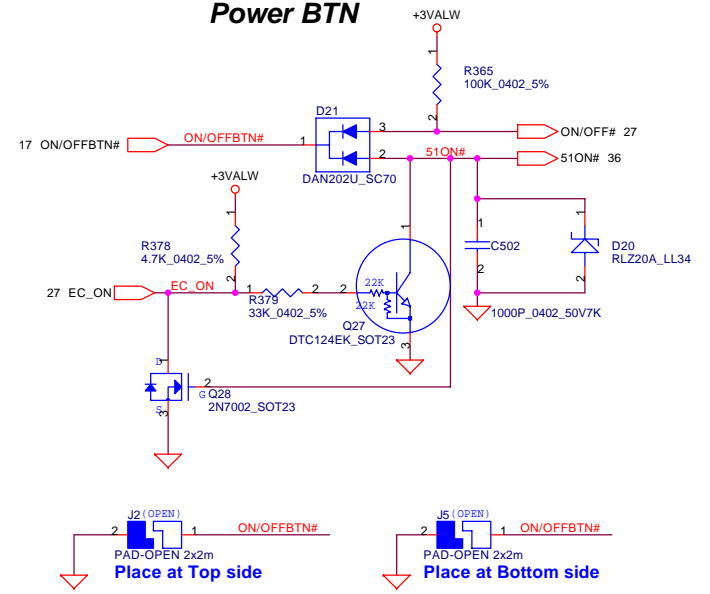 Power BTN
+3VALW
1
R365
100K_0402_5%
2
D21
17 ON/OFFBTN#
ON/OFFBTN#
1
3
ON/OFF# 27
2
51ON#
51ON# 36
DAN202U_SC70
+3VALW
1
R378
4.7K_0402_5%
2
1
1
C502
2
1
D20
RLZ20A_LL34
2
1000P_0402_50V7K
27 EC_ON
EC_ON
1
2
2
R379
33K_0402_5%
22K
22K
Q27
DTC124EK_SOT23
3
D
1
2
G
Q28
2N7002_SOT23
S
3
J2
(OPEN)
2
1
ON/OFFBTN#
PAD-OPEN 2x2m
Place at Top side
J5
(OPEN)
2
1
ON/OFFBTN#
PAD-OPEN 2x2m
Place at Bottom side